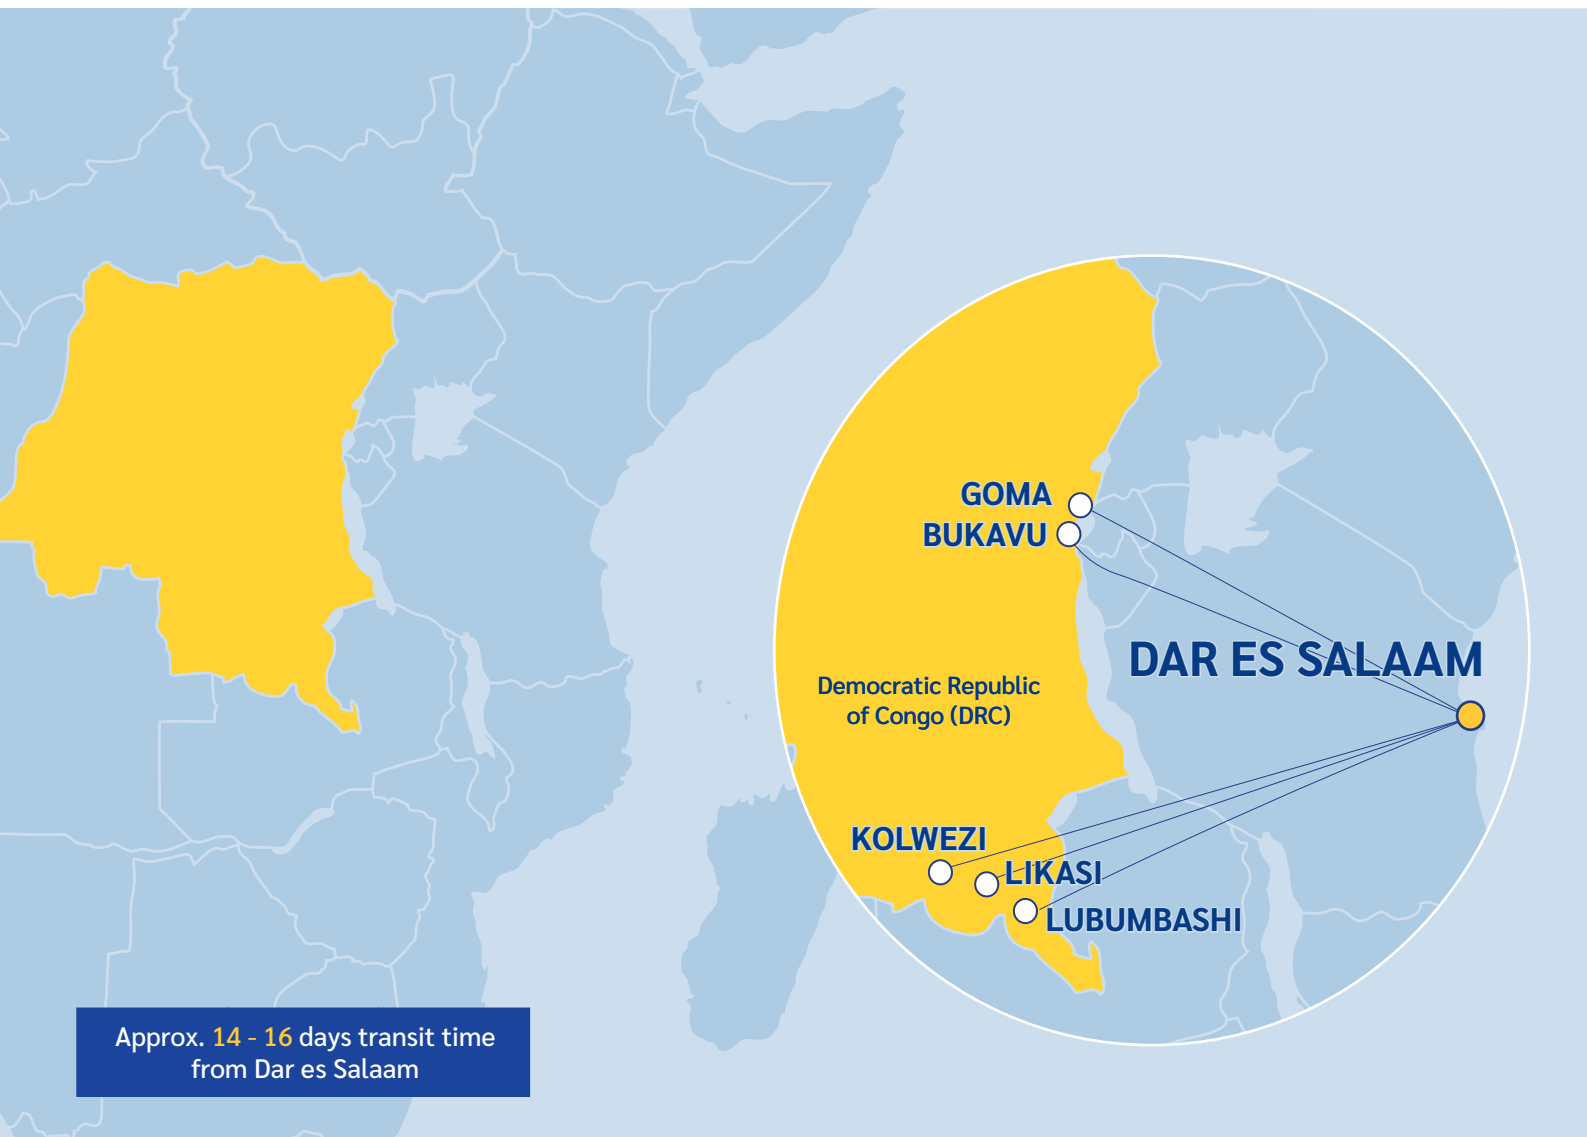 GOMA
BUKAVU
DAR ES SALAAM
Democratic Republic
of Congo (DRC)
KOLWEZI
LIKASI
LUBUMBASHI
Approx. 14 - 16 days transit time
from Dar es Salaam